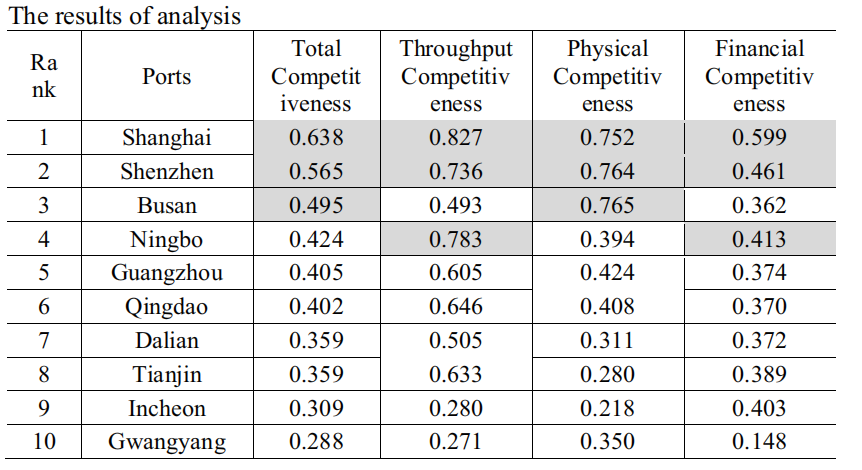 The results of analysis
Ra
nk Ports Total
Competit
iveness Throughput
Competitiv
eness Physical
Competitiv
eness Financial
Competitiv
eness
1 Shanghai 0.638 0.827 0.752 0.599
2 Shenzhen 0.565 0.736 0.764 0.461
3 Busan 0.495 0.493 0.765 0.362
4 Ningbo 0.424 0.783 0.394 0.413
5 Guangzhou 0.405 0.605 0.424 0.374
6 Qingdao 0.402 0.646 0.408 0.370
7 Dalian 0.359 0.505 0.311 0.372
8 Tianjin 0.359 0.633 0.280 0.389
9 Incheon 0.309 0.280 0.218 0.403
10 Gwangyang 0.288 0.271 0.350 0.148